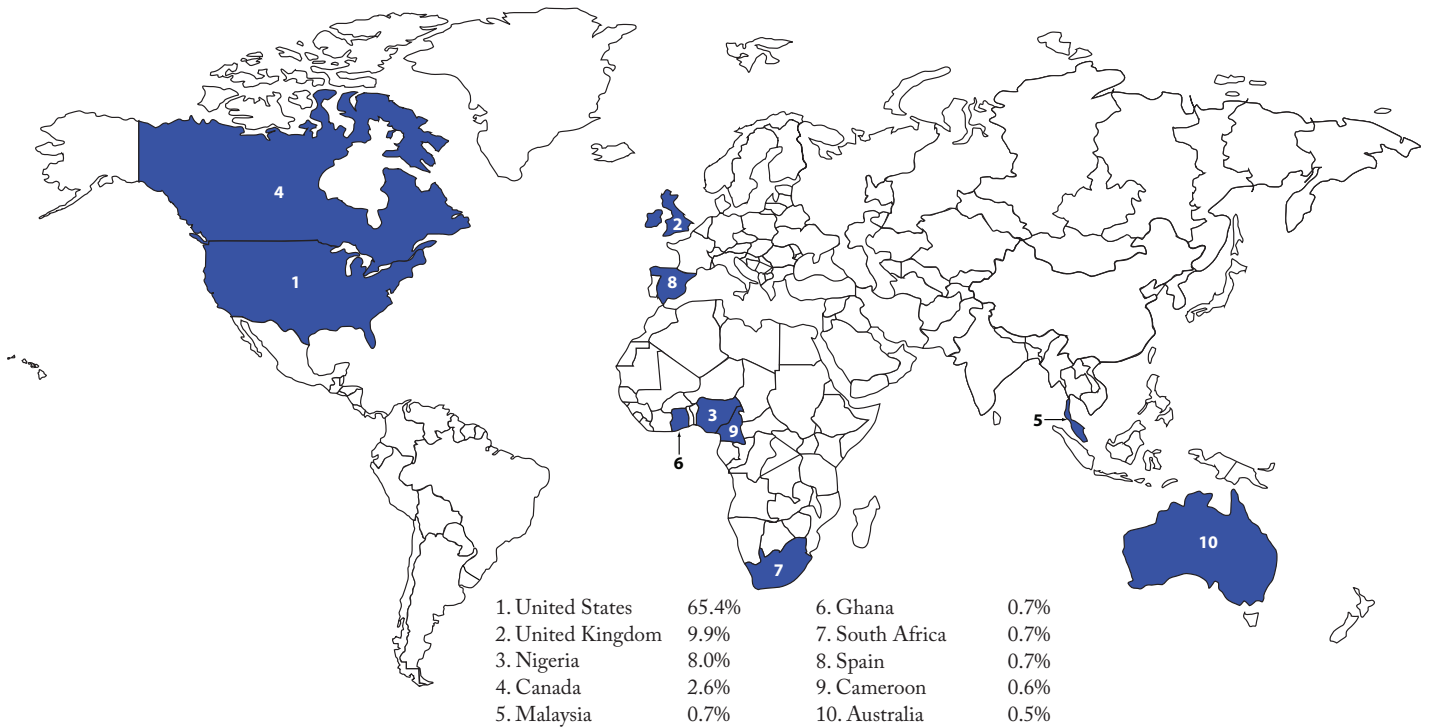 4
2
1
8
3
9
5
6
10
7
1. United States 65.4%
2. United Kingdom 9.9%
3. Nigeria 8.0%
4. Canada 2.6%
5. Malaysia 0.7%
6. Ghana 0.7%
7. South Africa 0.7%
8. Spain 0.7%
9. Cameroon 0.6%
10. Australia 0.5%